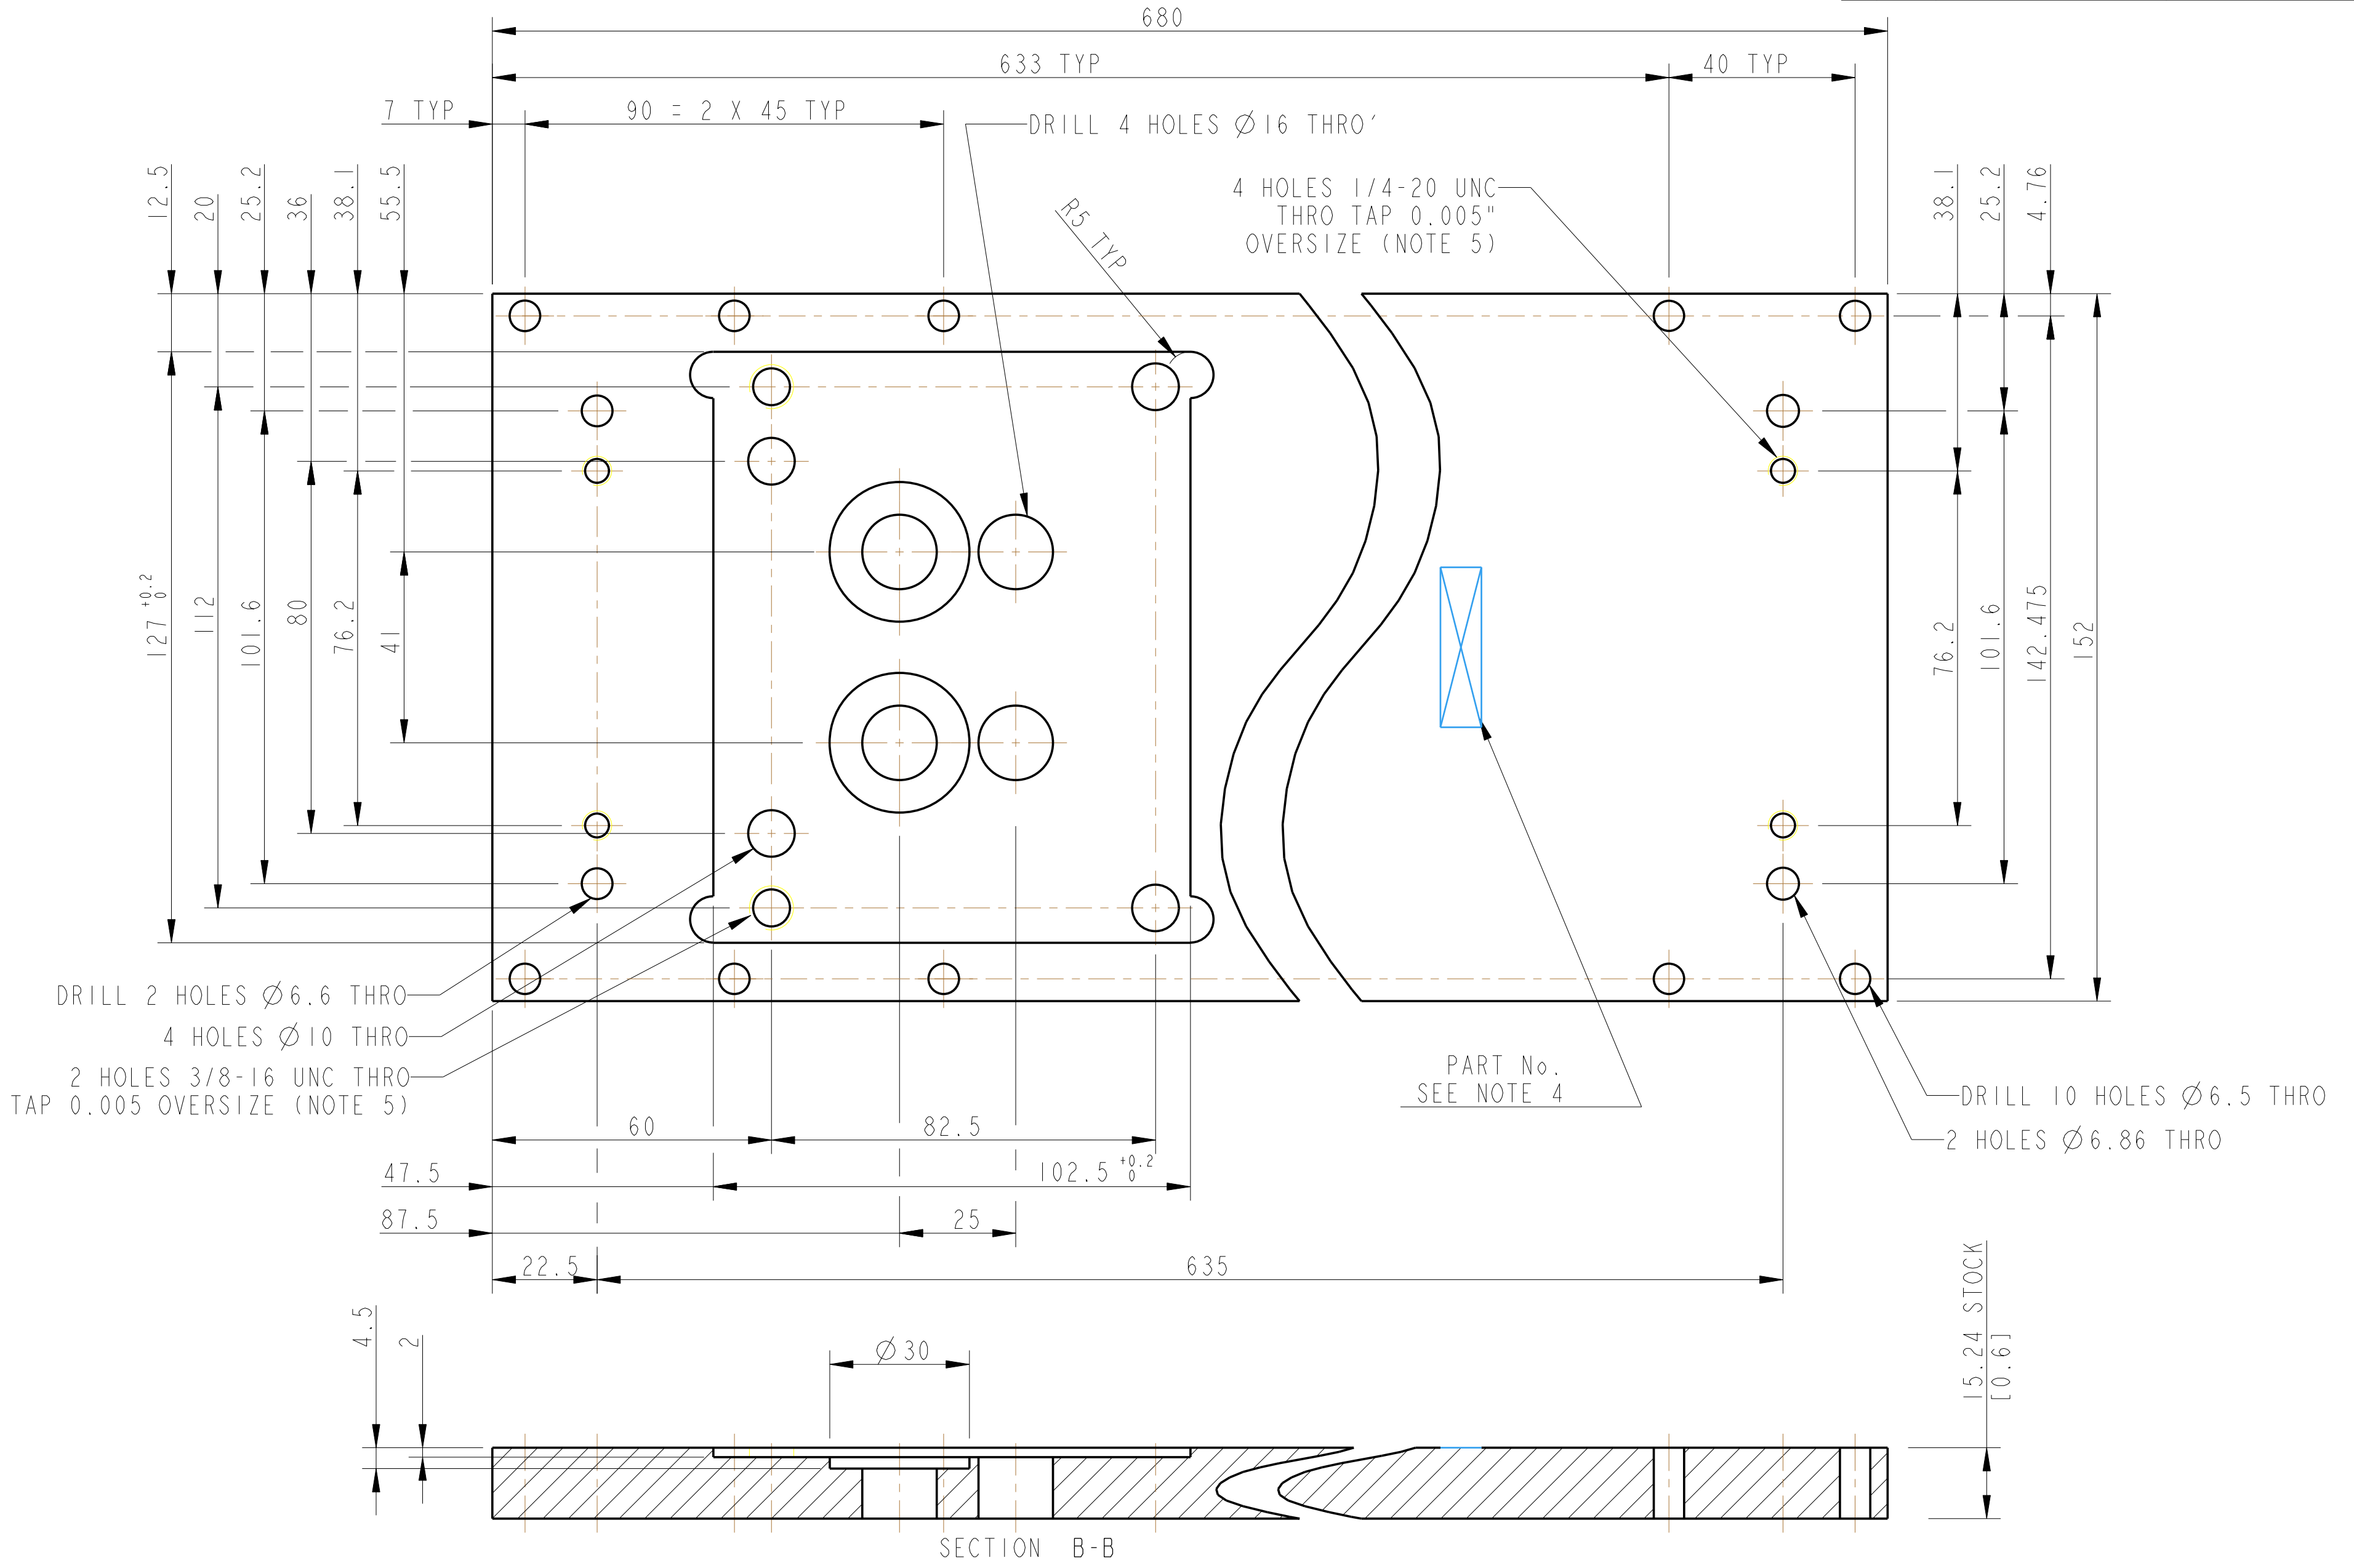 680
633 TYP
40 TYP
7 TYP
90 = 2 X 45 TYP
DRILL 4 HOLES Ø16 THRO'
12.5
20
25.2
36
38.1
55.5
R5 TYP
4 HOLES 1/4-20 UNC
THRO TAP 0.005"
OVERSIZE (NOTE 5)
38.1
25.2
4.76
127 +0.2 0
112
101.6
80
76.2
41
76.2
101.6
142.475
152
DRILL 2 HOLES Ø6.6 THRO
4 HOLES Ø10 THRO
2 HOLES 3/8-16 UNC THRO
TAP 0.005 OVERSIZE (NOTE 5)
PART No.
SEE NOTE 4
DRILL 10 HOLES Ø6.5 THRO
2 HOLES Ø6.86 THRO
60
82.5
47.5
102.5 +0.2 0
87.5
25
22.5
635
4.5
2
Ø30
15.24 STOCK
[0.6]
SECTION B-B